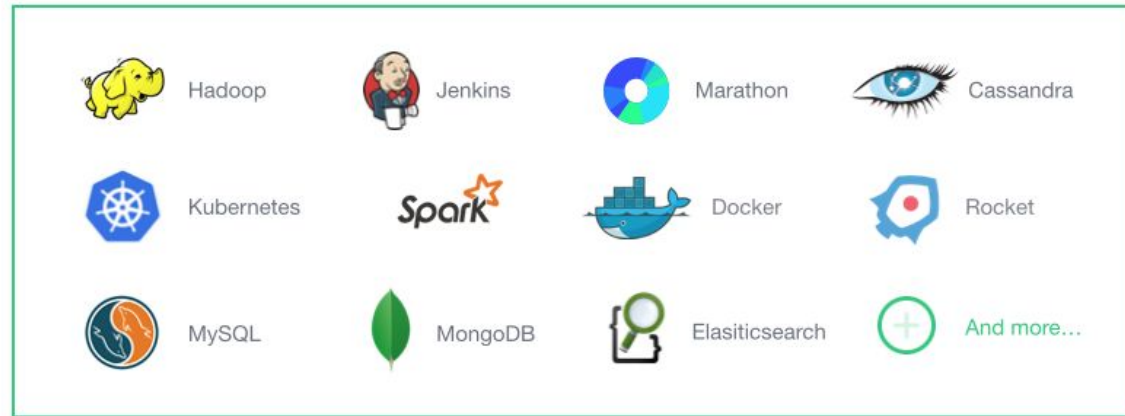 Hadoop
Jenkins
Marathon
Cassandra
Kubernetes
Spark
Docker
Rocket
MySQL
MongoDB
Elasiticsearch
And more…